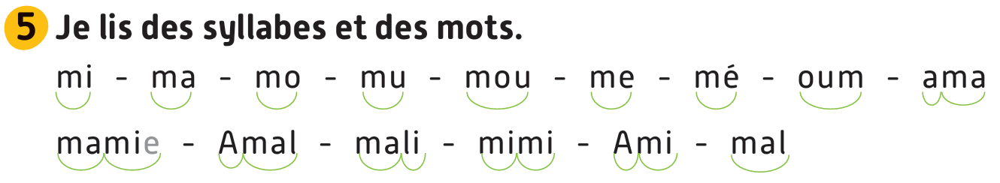 5 Je lis des syllabes et des mots.
mi - ma - mo - mu - mou - me - mé - oum - ama
mamie - Amal - mali - mimi - Ami - mal